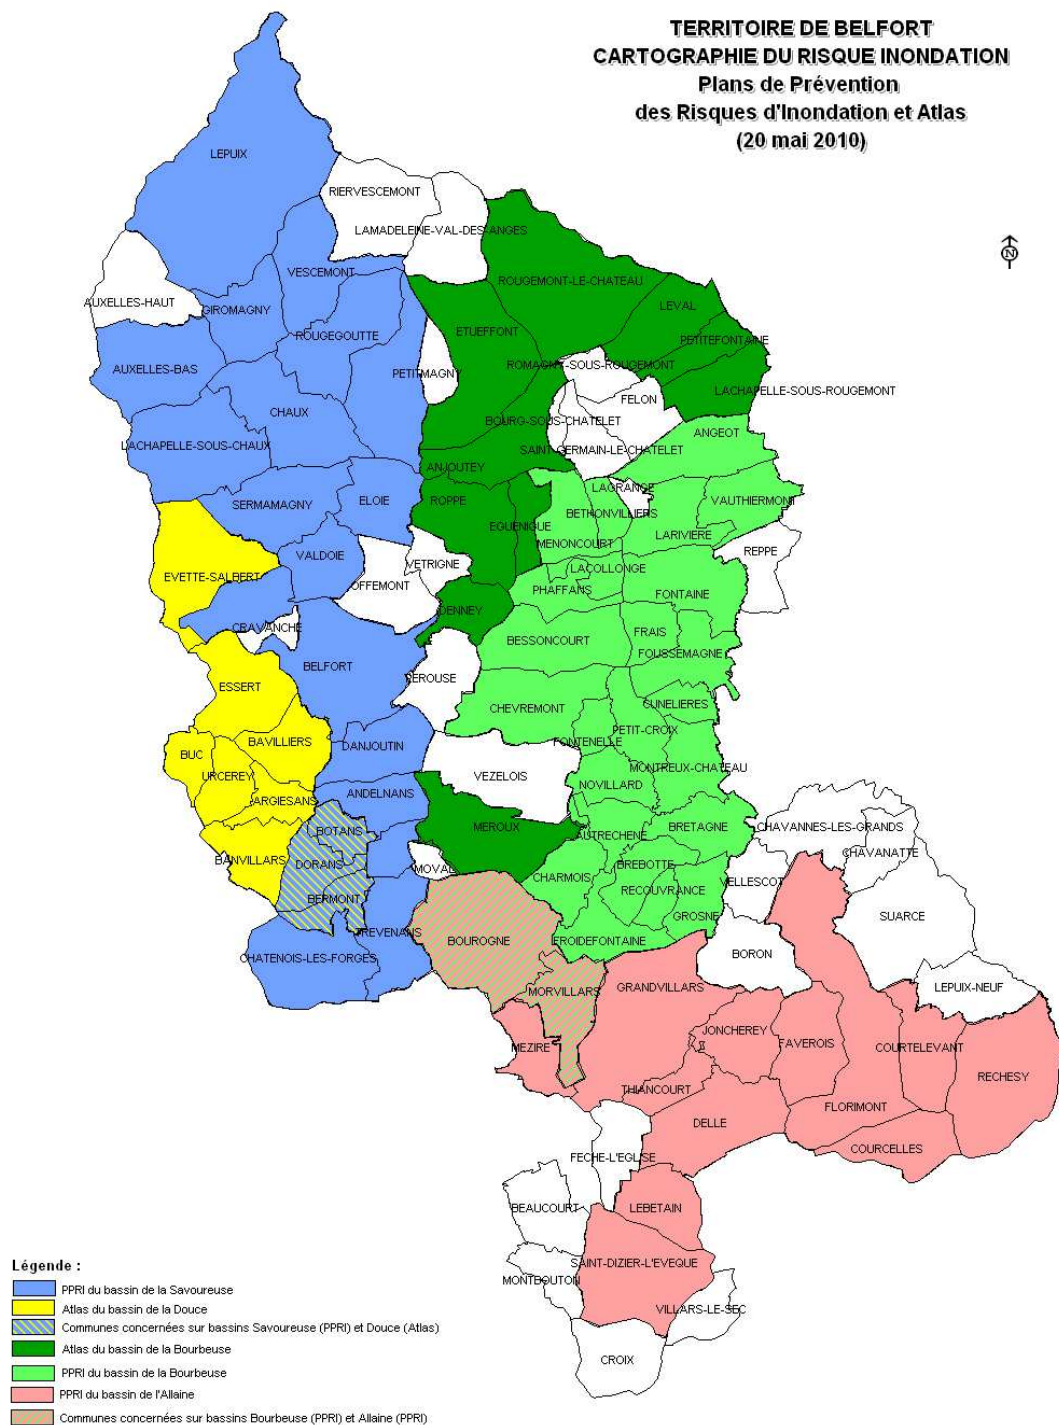 TERRITOIRE DE BELFORT
CARTOGRAPHIE DU RISQUE INONDATION
Plans de Prévention
des Risques d'Inondation et Atlas
(20 mai 2010)
LEPUIX
RIERVESCEMONT
LAMADELEINE-VAL-DES-ANGES
N
VESCEMONT
ROUGEMONT-LE-CHATEAU
AUXELLES-HAUT
GIROMAGNY
LEVAL
ROUGEGOUTTE
ETUEFFONT
PETITEFONTAINE
AUXELLES-BAS
PETITMAGNY
ROMAGNY-SOUS-ROUGEMONT
LACHAPELLE-SOUS-ROUGEMONT
FELON
CHAUX
BOURG-SOUS-CHATELET
ANGEOT
LACHAPELLE-SOUS-CHAUX
SAINT-GERMAIN-LE-CHATELET
ANJOUTEY
SERMAMAGNY
ELOIE
ROPPE
LAGRANGE
VAUTHIERMONT
BETHONVILLIERS
EGUENIGUE
LARIVIERE
MENONCOURT
VALDOIE
REPPE
VETRIGNE
LACOLLONGE
EVETTE-SALBERT
OFFEMONT
PHAFFANS
FONTAINE
DENNEY
CRAVANCHE
BESSONCOURT
FRAIS
FOUSSEMAGNE
BELFORT
PEROUSE
ESSERT
CUNELIERES
CHEVREMONT
PETIT-CROIX
BAVILLIERS
DANJOUTIN
FONTENELLE
BUC
MONTREUX-CHATEAU
URCEREY
VEZELOIS
NOVILLARD
ANDELNANS
ARGIESANS
MEROUX
BOTANS
AUTRECHENE
BRETAGNE
CHAVANNES-LES-GRANDS
CHAVANATTE
BANVILLARS
DORANS
MOVAL
BREBOTTE
CHARMOIS
VELLESCOT
RECOUVRANCE
BERMONT
GROSNE
SUARCE
TREVENANS
BOUROGNE
FROIDEFONTAINE
BORON
CHATENOIS-LES-FORGES
GRANDVILLARS
LEPUIX-NEUF
MORVILLARS
JONCHEREY
MEZIRE
FAVEROIS
COURTELEVANT
RECHESY
THIANCOURT
FLORIMONT
DELLE
COURCELLES
FECHE-L'EGLISE
BEAUCOURT
LEBETAIN
SAINT-DIZIER-L'EVEQUE
MONTBOUTON
VILLARS-LE-SEC
CROIX
Légende :
PPRI du bassin de la Savoureuse
Atlas du bassin de la Douce
Communes concernées sur bassins Savoureuse (PPRI) et Douce (Atlas)
Atlas du bassin de la Bourbeuse
PPRI du bassin de la Bourbeuse
PPRI du bassin de l'Allaine
Communes concernées sur bassins Bourbeuse (PPRI) et Allaine (PPRI)